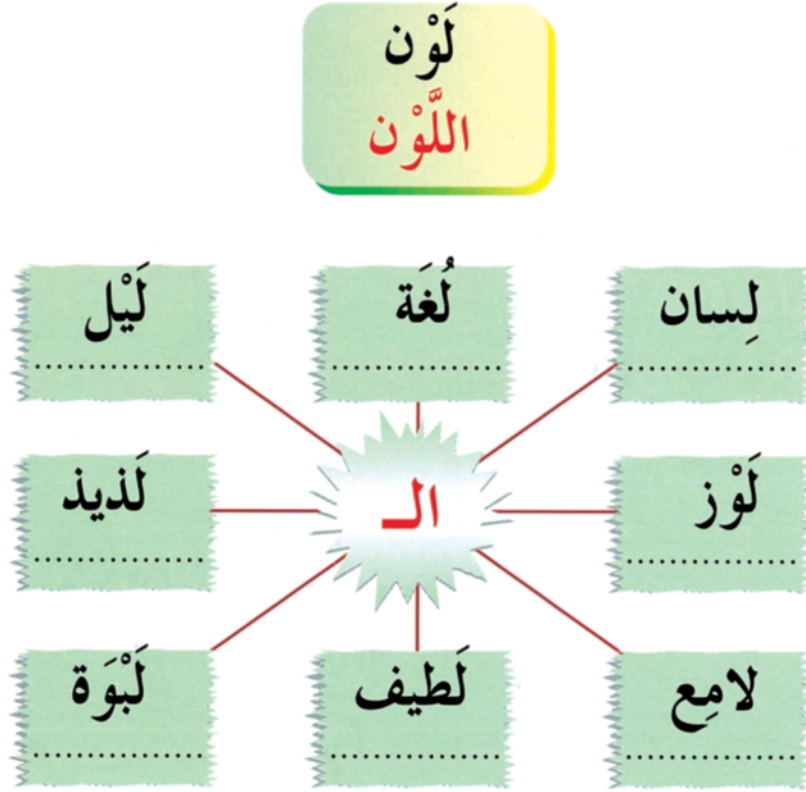 لَوْن
اللَّوْن
لِسان
لُغَة
لَيْل
لَوْز
الـ
لَذيذ
لامِع
لَطيف
لَبْوَة